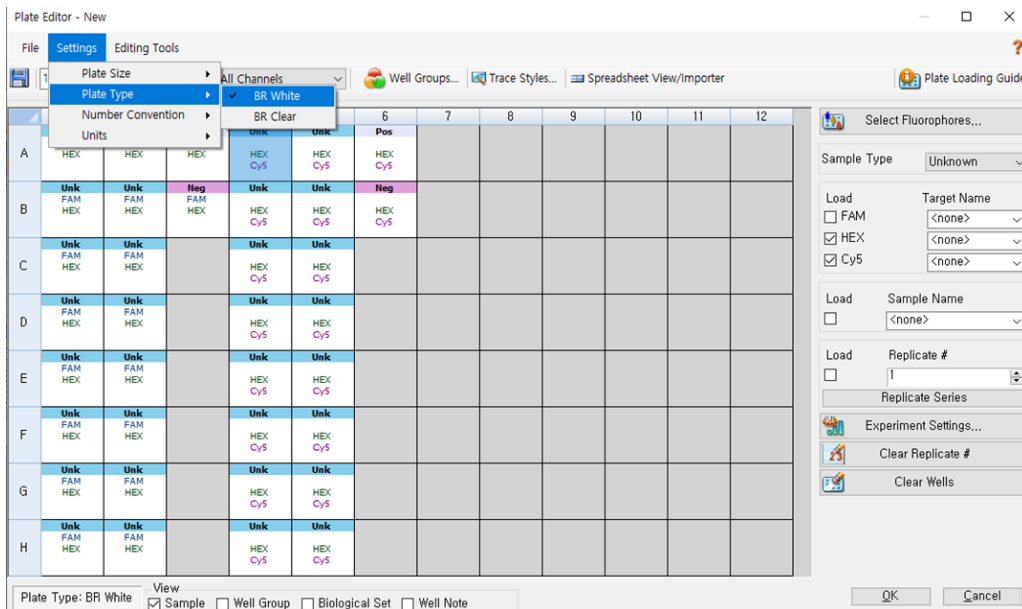 Plate Editor - New
File Settings Editing Tools
All Channels Well Groups... Trace Styles... Spreadsheet View/Importer Plate Loading Guide
Plate Size
Plate Type
Number Convention
Units
BR White
BR Clear
6 7 8 9 10 11 12
Unk Unk Pos
A HEX HEX HEX HEX HEX HEX
Cy5 Cy5 Cy5
Unk Unk Neg Unk Unk Neg
FAM FAM FAM
B HEX HEX HEX HEX HEX HEX
Cy5 Cy5 Cy5
Unk Unk Unk Unk
FAM FAM
C HEX HEX HEX HEX
Cy5 Cy5
Unk Unk Unk Unk
FAM FAM
D HEX HEX HEX HEX
Cy5 Cy5
Unk Unk Unk Unk
FAM FAM
E HEX HEX HEX HEX
Cy5 Cy5
Unk Unk Unk Unk
FAM FAM
F HEX HEX HEX HEX
Cy5 Cy5
Unk Unk Unk Unk
FAM FAM
G HEX HEX HEX HEX
Cy5 Cy5
Unk Unk Unk Unk
FAM FAM
H HEX HEX HEX HEX
Cy5 Cy5
Select Fluorophores...
Sample Type Unknown
Load Target Name
FAM <none>
HEX <none>
Cy5 <none>
Load Sample Name
<none>
Load Replicate #
1
Replicate Series
Experiment Settings...
Clear Replicate #
Clear Wells
Plate Type: BR White
View
Sample Well Group Biological Set Well Note
OK Cancel